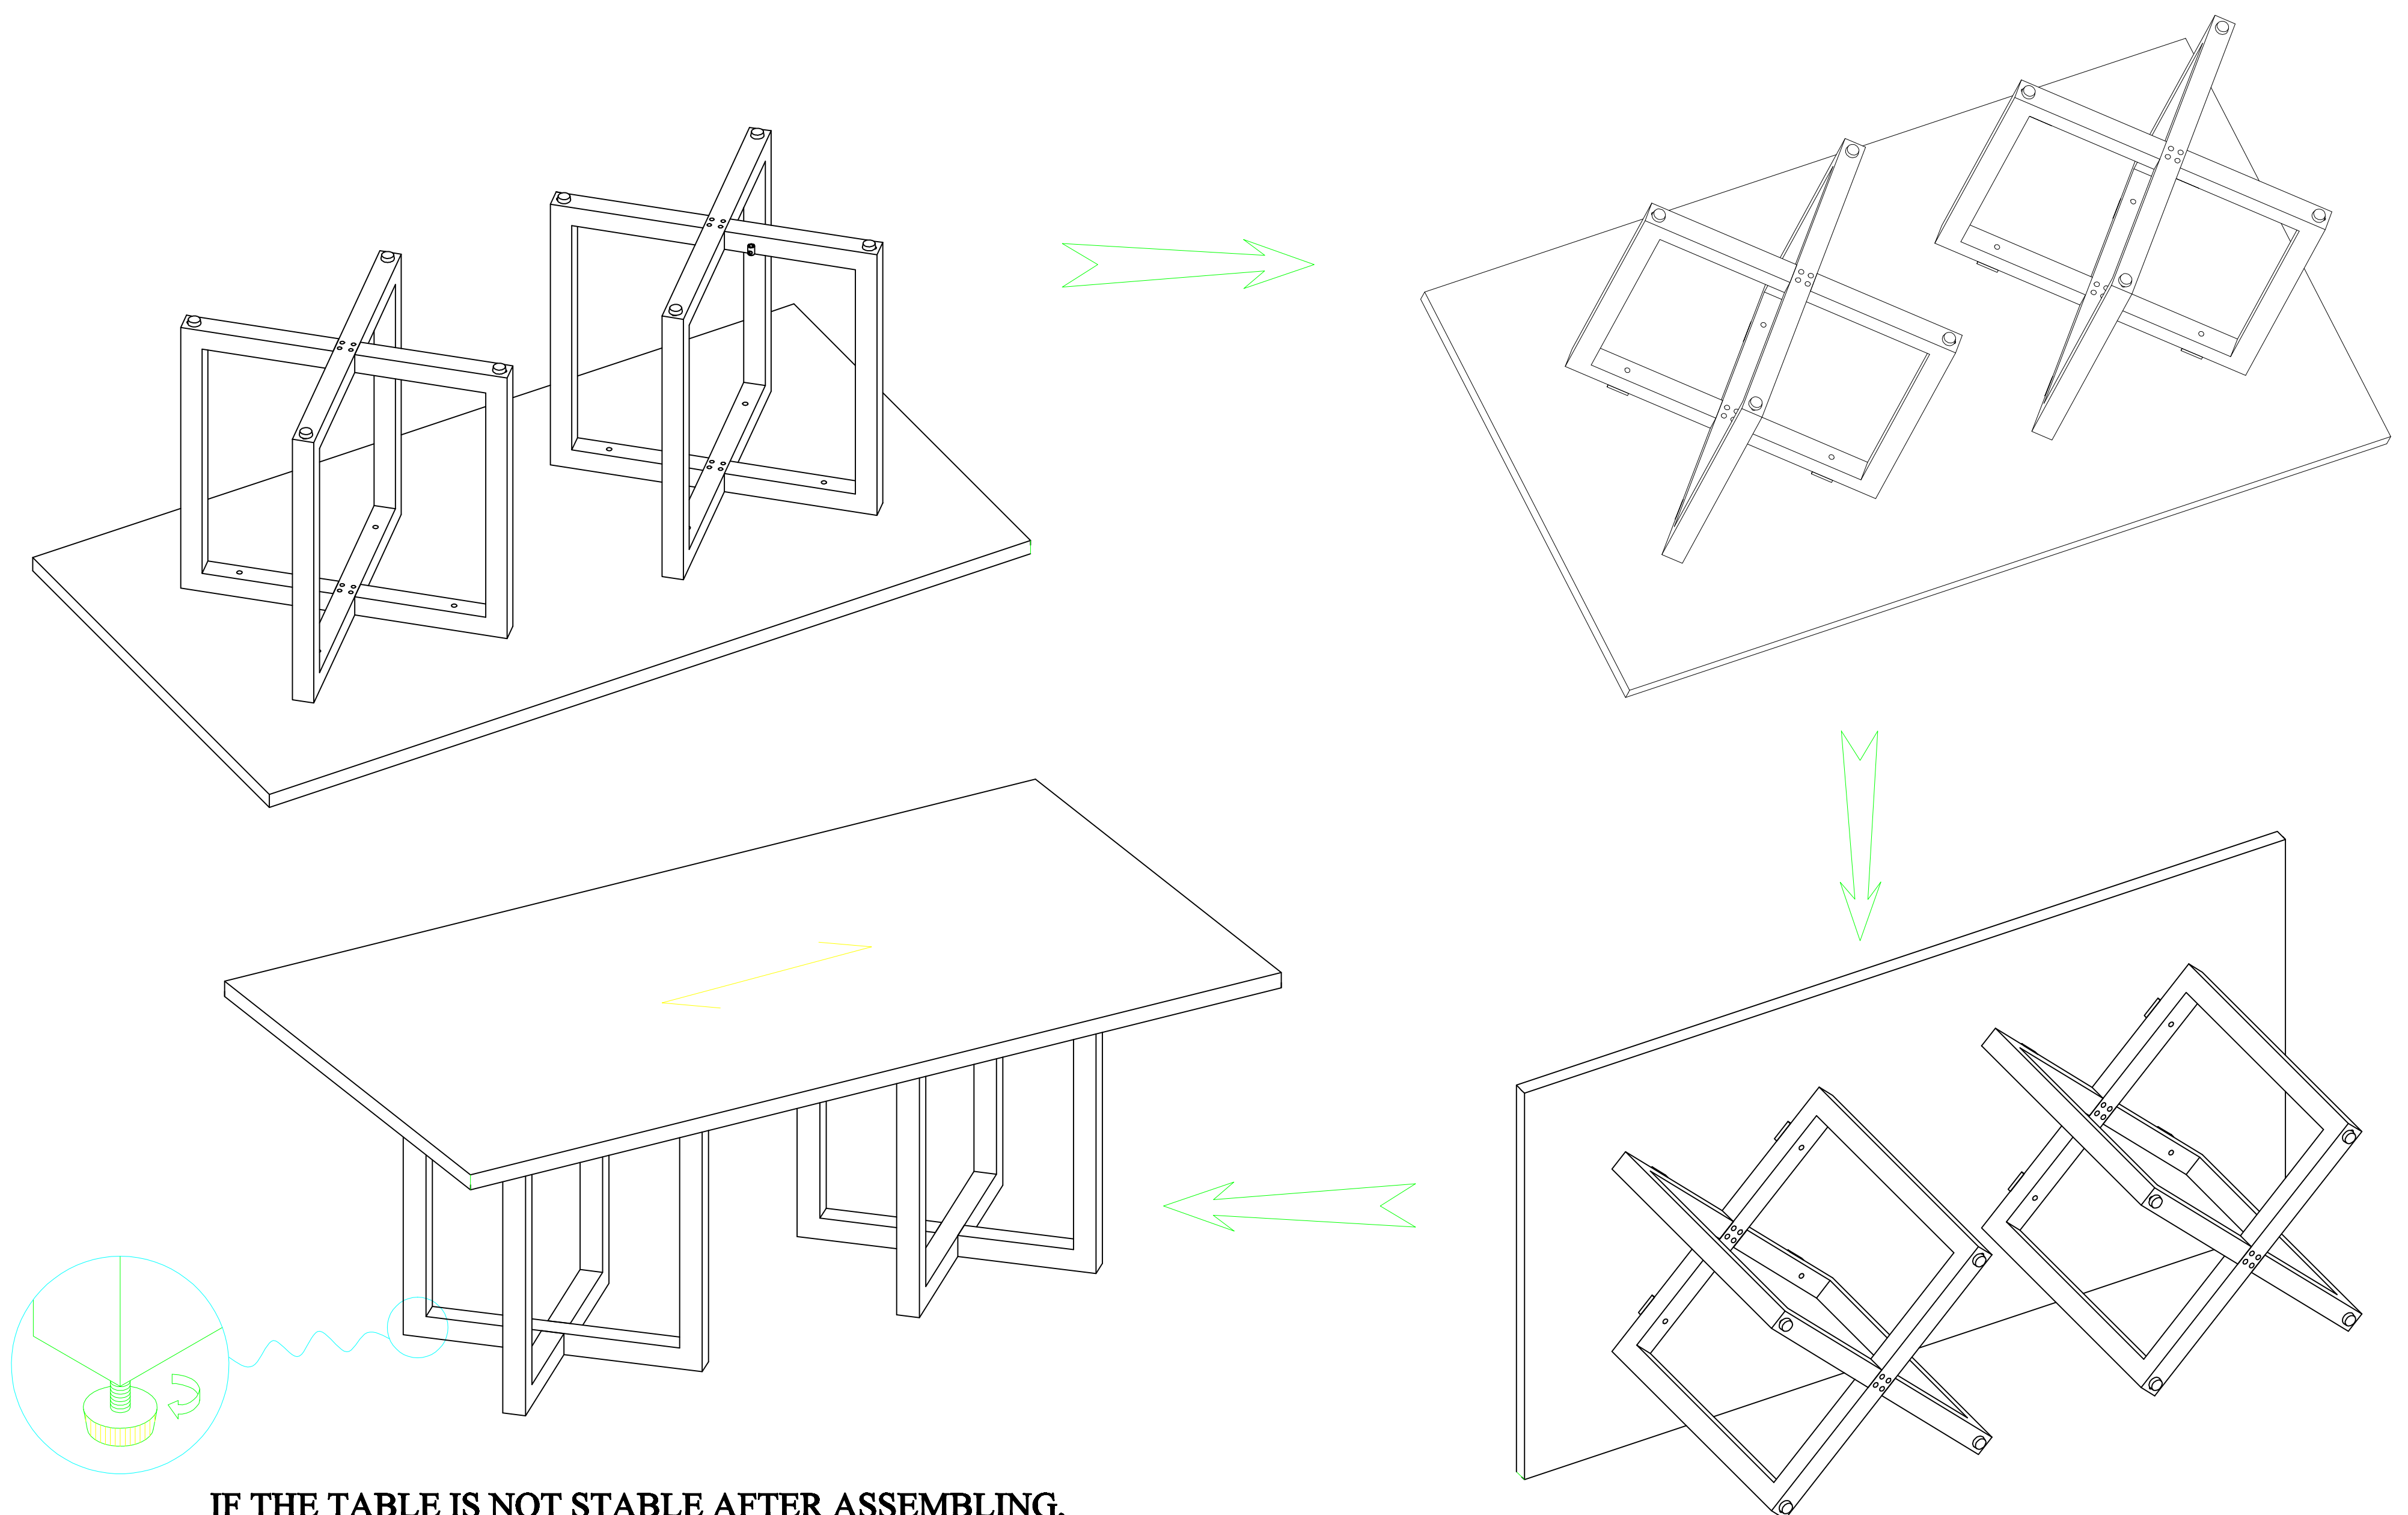 IF THE TABLE IS NOT STABLE AFTER ASSEMBLING,